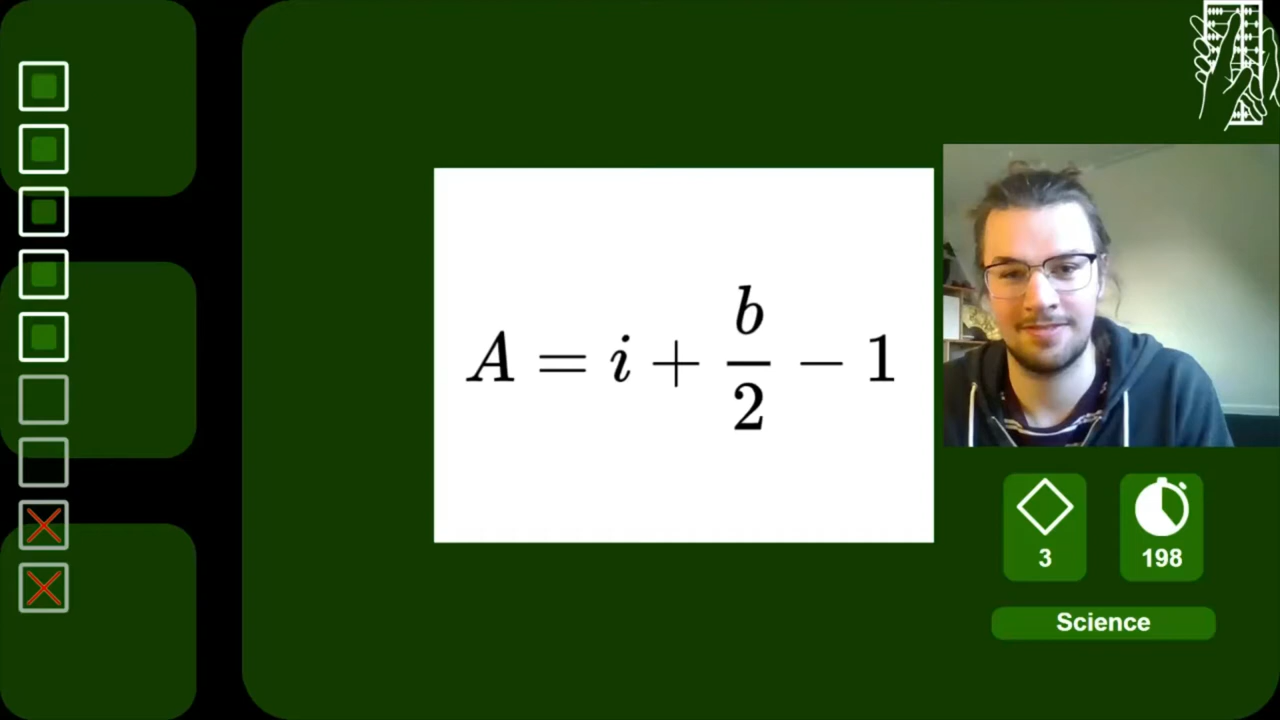 A = i + b/2 − 1
3
198
Science